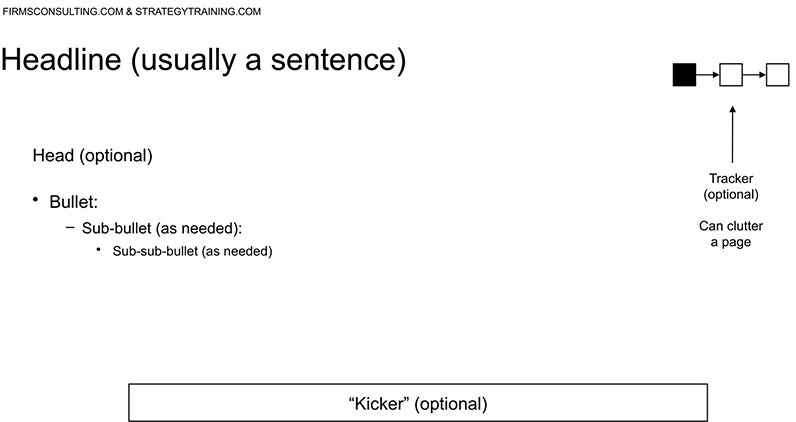 FIRMSCONSULTING.COM & STRATEGYTRAINING.COM
Headline (usually a sentence)
Head (optional)
• Bullet:
– Sub-bullet (as needed):
• Sub-sub-bullet (as needed)
Tracker
(optional)
Can clutter
a page
“Kicker” (optional)